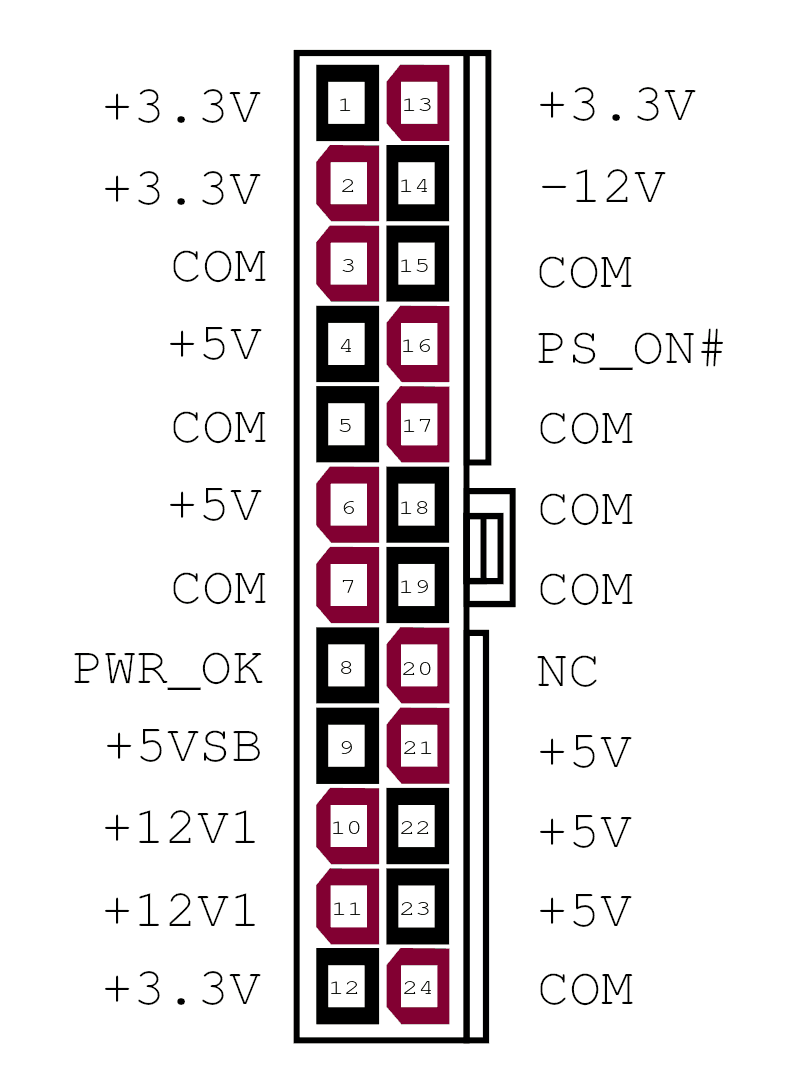 +3.3V 1 13 +3.3V
+3.3V 2 14 -12V
COM 3 15 COM
+5V 4 16 PS_ON#
COM 5 17 COM
+5V 6 18 COM
COM 7 19 COM
PWR_OK 8 20 NC
+5VSB 9 21 +5V
+12V1 10 22 +5V
+12V1 11 23 +5V
+3.3V 12 24 COM